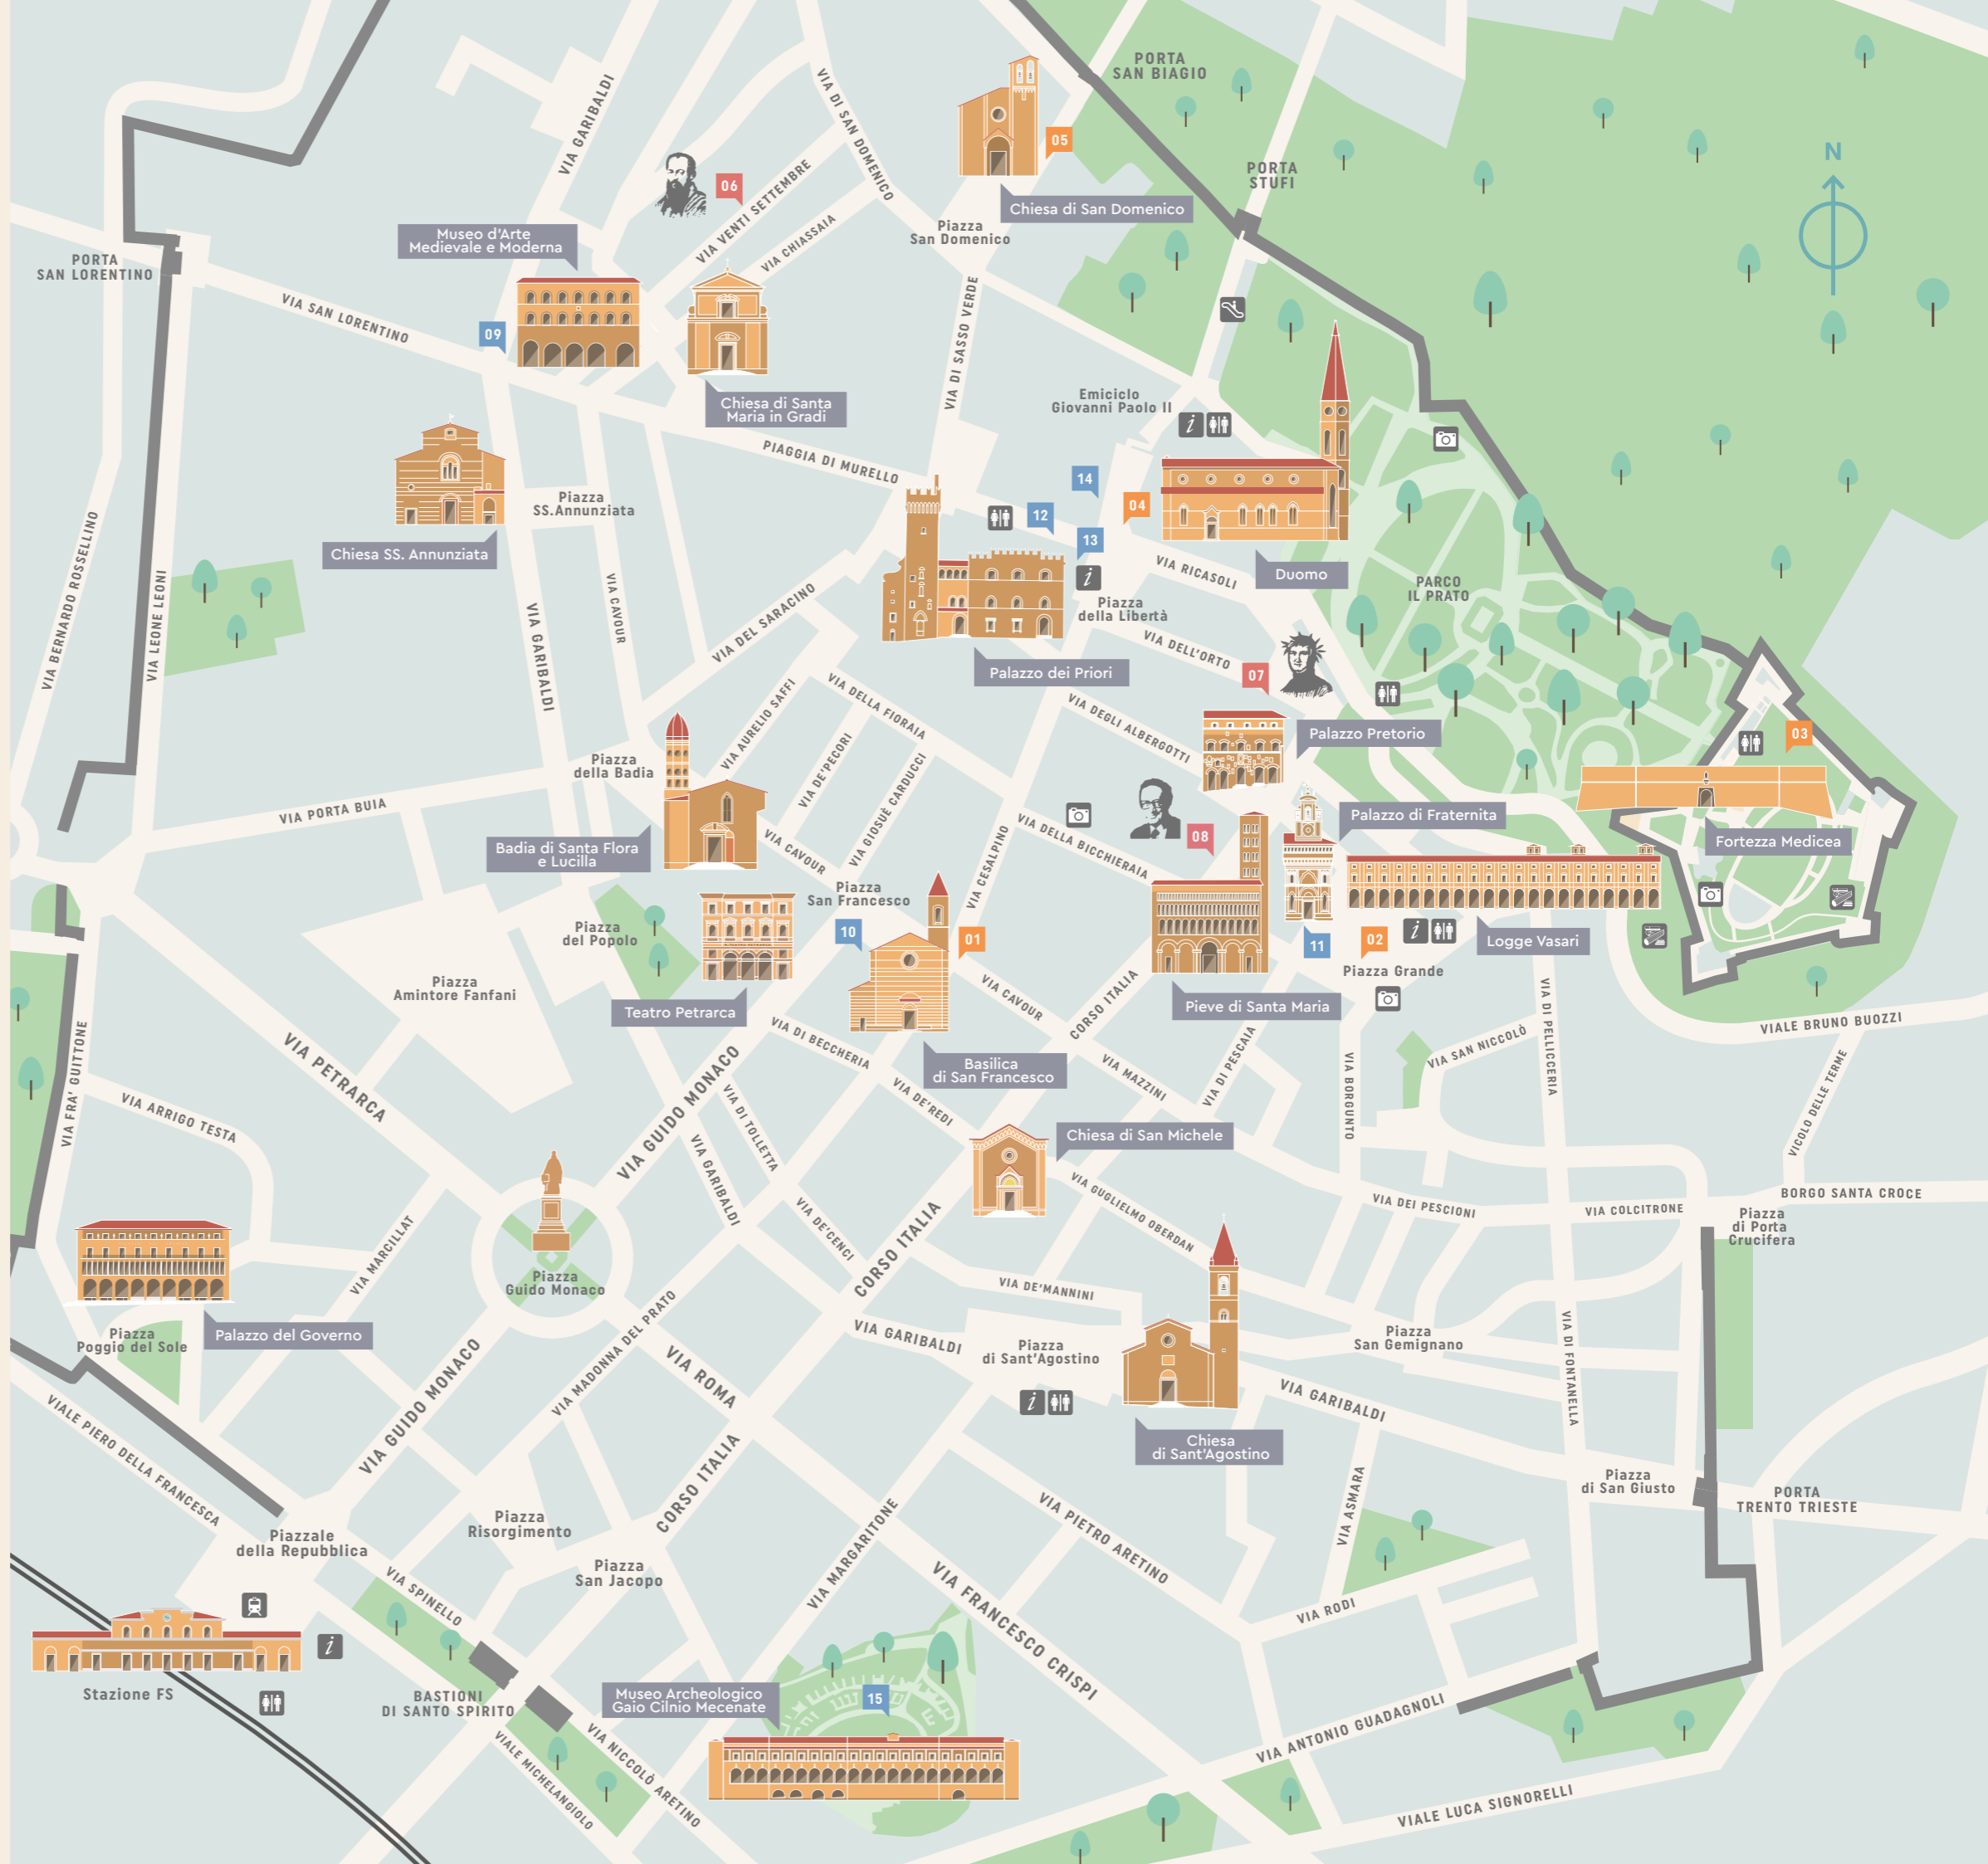 PORTA
SAN BIAGIO
VIA GARIBALDI
VIA DI SAN DOMENICO
05
PORTA
STUFI
N
06
VIA VENTI SETTEMBRE
VIA CHIASSAIA
Chiesa di San Domenico
Piazza
San Domenico
Museo d'Arte
Medievale e Moderna
PORTA
SAN LORENTINO
VIA SAN LORENTINO
09
VIA DI SASSO VERDE
Chiesa di Santa
Maria in Gradi
Emiciclo
Giovanni Paolo II
i
PIAGGIA DI MURELLO
14
04
12
13
i
Piazza
SS.Annunziata
Chiesa SS. Annunziata
VIA RICASOLI
Duomo
PARCO
IL PRATO
Piazza
della Libertà
VIA BERNARDO ROSSELLINO
VIA LEONE LEONI
VIA GARIBALDI
VIA CAVOUR
VIA DEL SARACINO
VIA DELL'ORTO
07
Palazzo dei Priori
VIA AURELIO SAFFI
VIA DELLA FIORAIA
VIA DEGLI ALBERGOTTI
Palazzo Pretorio
03
Piazza
della Badia
VIA DE'PECORI
VIA GIOSUÈ CARDUCCI
VIA PORTA BUIA
Badia di Santa Flora
e Lucilla
VIA CAVOUR
VIA CESALPINO
VIA DELLA BICCHIERAIA
08
Palazzo di Fraternita
Fortezza Medicea
Piazza
San Francesco
10
01
Piazza
del Popolo
11
02
i
Logge Vasari
Piazza Grande
Piazza
Amintore Fanfani
Teatro Petrarca
VIA CAVOUR
CORSO ITALIA
Pieve di Santa Maria
VIA DI PELLICCERIA
VIALE BRUNO BUOZZI
VIA FRA' GUITTONE
VIA PETRARCA
VIA DI BECCHERIA
Basilica
di San Francesco
VIA MAZZINI
VIA DI PESCAIA
VIA BORGUNTO
VIA SAN NICCOLÒ
VICOLO DELLE TERME
VIA ARRIGO TESTA
VIA GUIDO MONACO
VIA DI TOLLETTA
VIA DE'REDI
Chiesa di San Michele
VIA GARIBALDI
VIA GUGLIELMO OBERDAN
VIA DEI PESCIONI
VIA COLCITRONE
BORGO SANTA CROCE
Piazza
di Porta
Crucifera
VIA DE'CENCI
CORSO ITALIA
VIA MARCILLAT
Piazza
Guido Monaco
VIA DE'MANNINI
Piazza
Poggio del Sole
Palazzo del Governo
VIA MADONNA DEL PRATO
VIA GARIBALDI
Piazza
di Sant'Agostino
i
Piazza
San Gemignano
VIA DI FONTANELLA
VIA GUIDO MONACO
VIA ROMA
VIA GARIBALDI
Chiesa
di Sant'Agostino
VIALE PIERO DELLA FRANCESCA
CORSO ITALIA
Piazza
di San Giusto
PORTA
TRENTO TRIESTE
Piazza
Risorgimento
Piazzale
della Repubblica
VIA MARGARITONE
VIA PIETRO ARETINO
VIA ASMARA
Piazza
San Jacopo
VIA SPINELLO
VIA FRANCESCO CRISPI
VIA RODI
i
Stazione FS
BASTIONI
DI SANTO SPIRITO
Museo Archeologico
Gaio Cilnio Mecenate
15
VIALE MICHELANGIOLO
VIA NICCOLÒ ARETINO
VIA ANTONIO GUADAGNOLI
VIALE LUCA SIGNORELLI